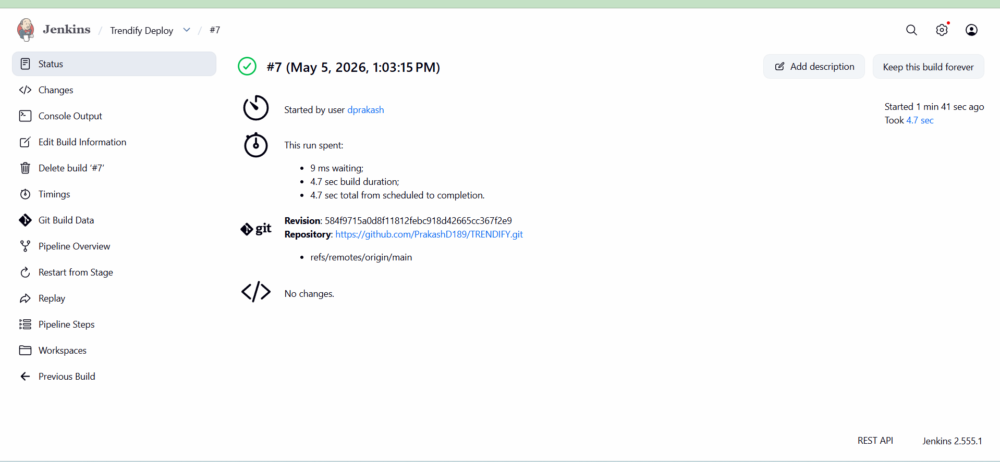 Jenkins / Trendify Deploy / #7
Status
Changes
Console Output
Edit Build Information
Delete build ‘#7’
Timings
Git Build Data
Pipeline Overview
Restart from Stage
Replay
Pipeline Steps
Workspaces
Previous Build
#7 (May 5, 2026, 1:03:15 PM)
Add description
Keep this build forever
Started by user dprakash
Started 1 min 41 sec ago
Took 4.7 sec
This run spent:
9 ms waiting;
4.7 sec build duration;
4.7 sec total from scheduled to completion.
git
Revision: 584f9715a0d8f11812febc918d42665cc367f2e9
Repository: https://github.com/PrakashD189/TRENDIFY.git
refs/remotes/origin/main
No changes.
REST API
Jenkins 2.555.1